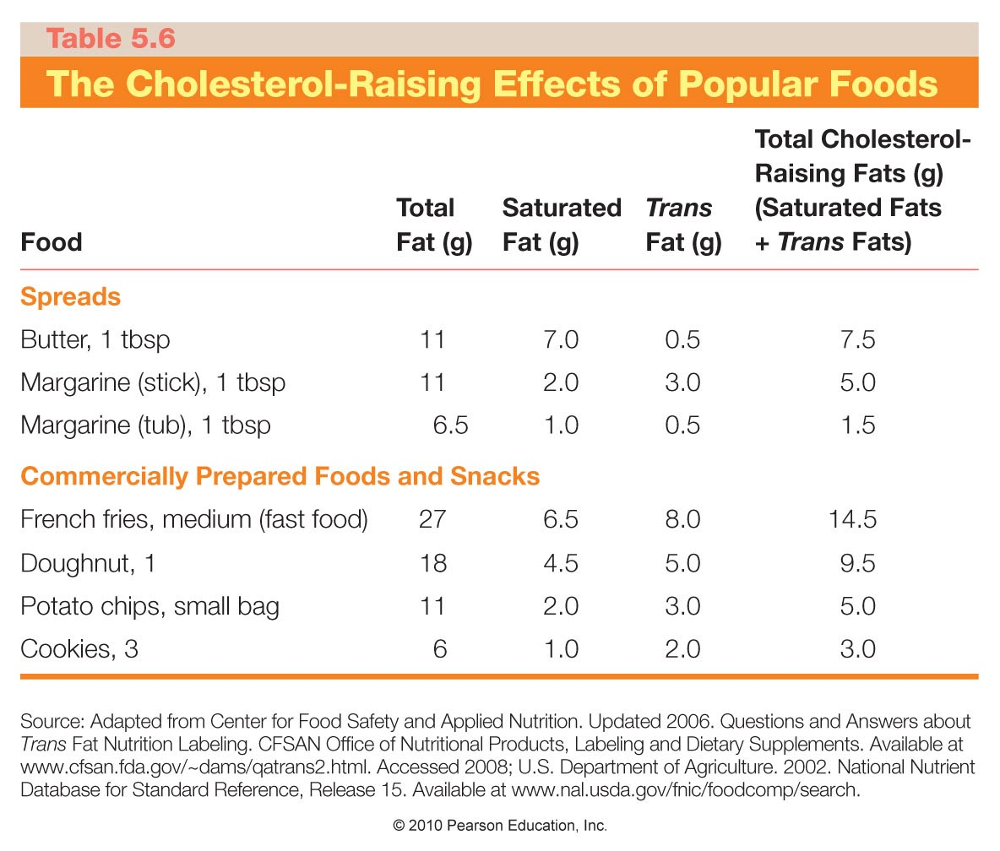 Table 5.6
The Cholesterol-Raising Effects of Popular Foods
Food Total Fat (g) Saturated Fat (g) Trans Fat (g) Total Cholesterol-Raising Fats (g) (Saturated Fats + Trans Fats)
Spreads
Butter, 1 tbsp 11 7.0 0.5 7.5
Margarine (stick), 1 tbsp 11 2.0 3.0 5.0
Margarine (tub), 1 tbsp 6.5 1.0 0.5 1.5
Commercially Prepared Foods and Snacks
French fries, medium (fast food) 27 6.5 8.0 14.5
Doughnut, 1 18 4.5 5.0 9.5
Potato chips, small bag 11 2.0 3.0 5.0
Cookies, 3 6 1.0 2.0 3.0
Source: Adapted from Center for Food Safety and Applied Nutrition. Updated 2006. Questions and Answers about
Trans Fat Nutrition Labeling. CFSAN Office of Nutritional Products, Labeling and Dietary Supplements. Available at
www.cfsan.fda.gov/~dams/qatrans2.html. Accessed 2008; U.S. Department of Agriculture. 2002. National Nutrient
Database for Standard Reference, Release 15. Available at www.nal.usda.gov/fnic/foodcomp/search.
© 2010 Pearson Education, Inc.